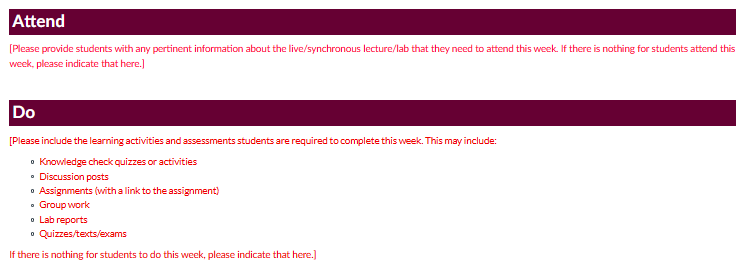 Attend
[Please provide students with any pertinent information about the live/synchronous lecture/lab that they need to attend this week. If there is nothing for students attend this
week, please indicate that here.]
Do
[Please include the learning activities and assessments students are required to complete this week. This may include:
Knowledge check quizzes or activities
Discussion posts
Assignments (with a link to the assignment)
Group work
Lab reports
Quizzes/texts/exams
If there is nothing for students to do this week, please indicate that here.]